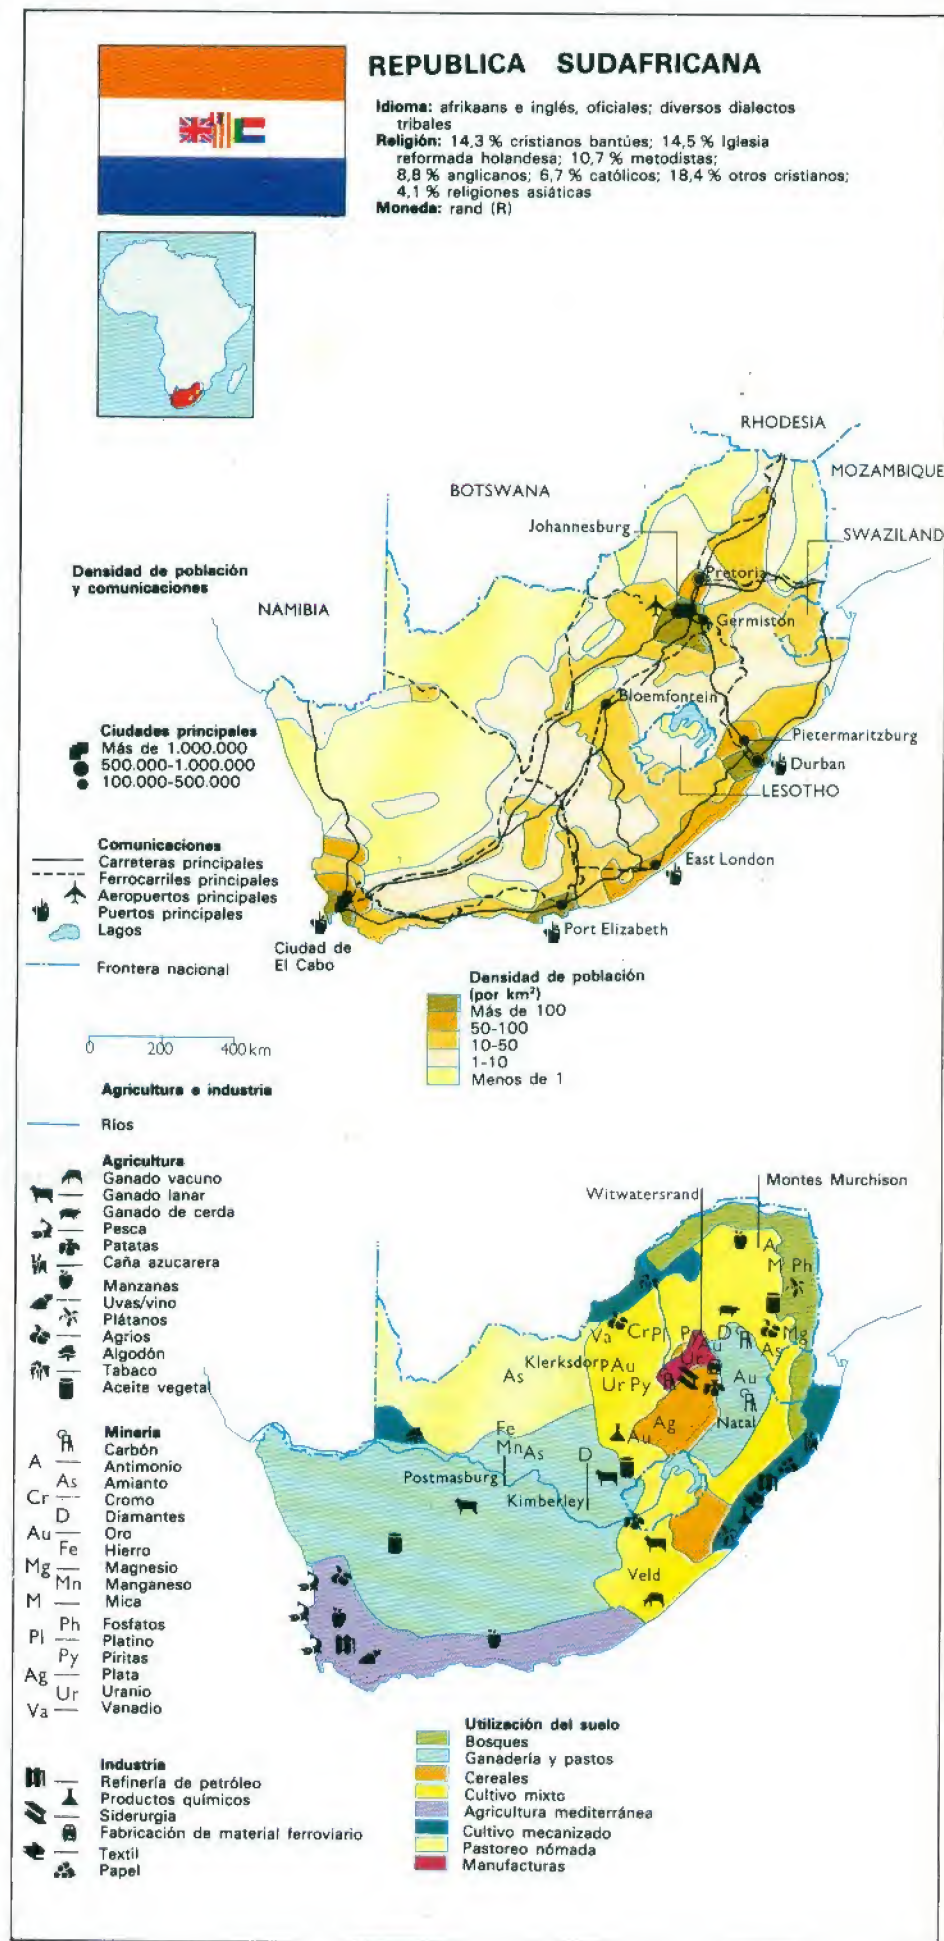 REPUBLICA SUDAFRICANA
Idioma: afrikaans e inglés, oficiales; diversos dialectos
tribales
Religión: 14,3 % cristianos bantúes; 14,5 % Iglesia
reformada holandesa; 10,7 % metodistas;
8,8 % anglicanos; 6,7 % católicos; 18,4 % otros cristianos;
4,1 % religiones asiáticas
Moneda: rand (R)
RHODESIA
MOZAMBIQUE
BOTSWANA
Johannesburg
SWAZILAND
Pretoria
Densidad de población
y comunicaciones
NAMIBIA
Germiston
Bloemfontein
Ciudades principales
Más de 1.000.000
500.000-1.000.000
100.000-500.000
Pietermaritzburg
Durban
LESOTHO
Comunicaciones
Carreteras principales
Ferrocarriles principales
Aeropuertos principales
Puertos principales
Lagos
Frontera nacional
East London
Port Elizabeth
Ciudad de
El Cabo
Densidad de población
(por km²)
Más de 100
50-100
10-50
1-10
Menos de 1
0 200 400 km
Agricultura e industria
Ríos
Agricultura
Ganado vacuno
Ganado lanar
Ganado de cerda
Pesca
Patatas
Caña azucarera
Manzanas
Uvas/vino
Plátanos
Agrios
Algodón
Tabaco
Aceite vegetal
Minería
Carbón
A Antimonio
As Amianto
Cr Cromo
D Diamantes
Au Oro
Fe Hierro
Mg Magnesio
Mn Manganeso
M Mica
Ph Fosfatos
Pl Platino
Py Piritas
Ag Plata
Ur Uranio
Va Vanadio
Industria
Refinería de petróleo
Productos químicos
Siderurgia
Fabricación de material ferroviario
Textil
Papel
Witwatersrand
Montes Murchison
A
M Ph
Va Cr Pl
D
Mg
As
Au
Klerksdorp Au
Ur Py
Ur
As
Au
Ag
Natal
Au
Fe
Mn As
D
Postmasburg
Kimberley
Veld
Utilización del suelo
Bosques
Ganadería y pastos
Cereales
Cultivo mixto
Agricultura mediterránea
Cultivo mecanizado
Pastoreo nómada
Manufacturas